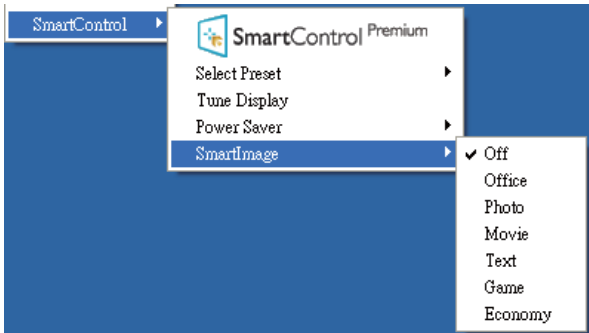 SmartControl
SmartControl Premium
Select Preset
Tune Display
Power Saver
SmartImage
Off
Office
Photo
Movie
Text
Game
Economy